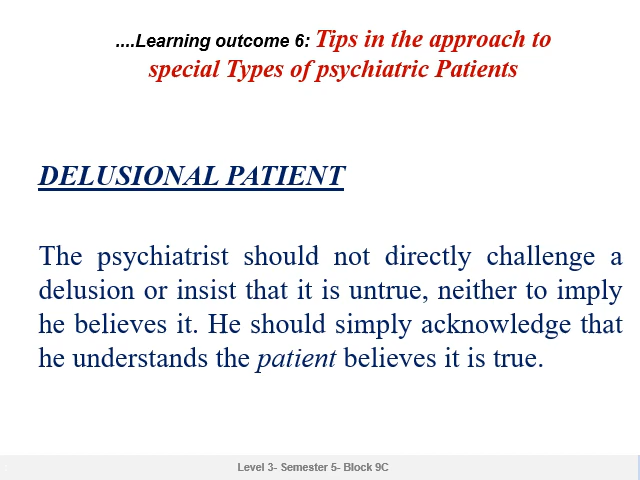 ....Learning outcome 6: Tips in the approach to
special Types of psychiatric Patients
DELUSIONAL PATIENT
The psychiatrist should not directly challenge a
delusion or insist that it is untrue, neither to imply
he believes it. He should simply acknowledge that
he understands the patient believes it is true.
Level 3- Semester 5- Block 9C